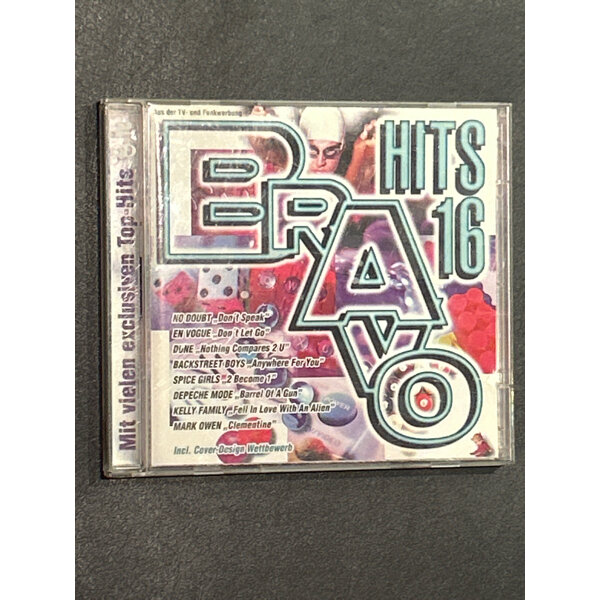 Aus der TV- und Funkwerbung
BRAVO
HITS
16
Mit vielen exclusiven Top-Hits
NO DOUBT „Don't Speak"
EN VOGUE „Don't Let Go"
DUNE „Nothing Compares 2 U"
BACKSTREET BOYS „Anywhere For You"
SPICE GIRLS „2 Become 1"
DEPECHE MODE „Barrel Of A Gun"
KELLY FAMILY „Fell In Love With An Alien"
MARK OWEN „Clementine"
Incl. Cover-Design Wettbewerb